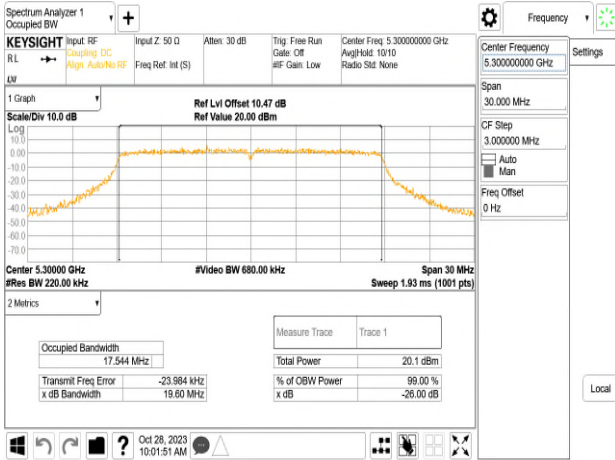 Spectrum Analyzer 1
Occupied BW
Frequency
KEYSIGHT
Input: RF
Input Z: 50 Ω
Atten: 30 dB
Trig: Free Run
Center Freq: 5.300000000 GHz
Coupling: DC
Gate: Off
Avg|Hold: 10/10
RL
Align: Auto/No RF
Freq Ref: Int (S)
#IF Gain: Low
Radio Std: None
Center Frequency
5.300000000 GHz
Settings
Span
30.000 MHz
CF Step
3.000000 MHz
Auto
Man
Freq Offset
0 Hz
Local
1 Graph
Ref Lvl Offset 10.47 dB
Scale/Div 10.0 dB
Ref Value 20.00 dBm
Log
10.0
0.00
-10.0
-20.0
-30.0
-40.0
-50.0
-60.0
-70.0
Center 5.30000 GHz
#Video BW 680.00 kHz
Span 30 MHz
#Res BW 220.00 kHz
Sweep 1.93 ms (1001 pts)
2 Metrics
Measure Trace
Trace 1
Occupied Bandwidth
17.544 MHz
Total Power
20.1 dBm
Transmit Freq Error
-23.984 kHz
% of OBW Power
99.00 %
x dB Bandwidth
19.60 MHz
x dB
-26.00 dB
?
Oct 28, 2023
10:01:51 AM